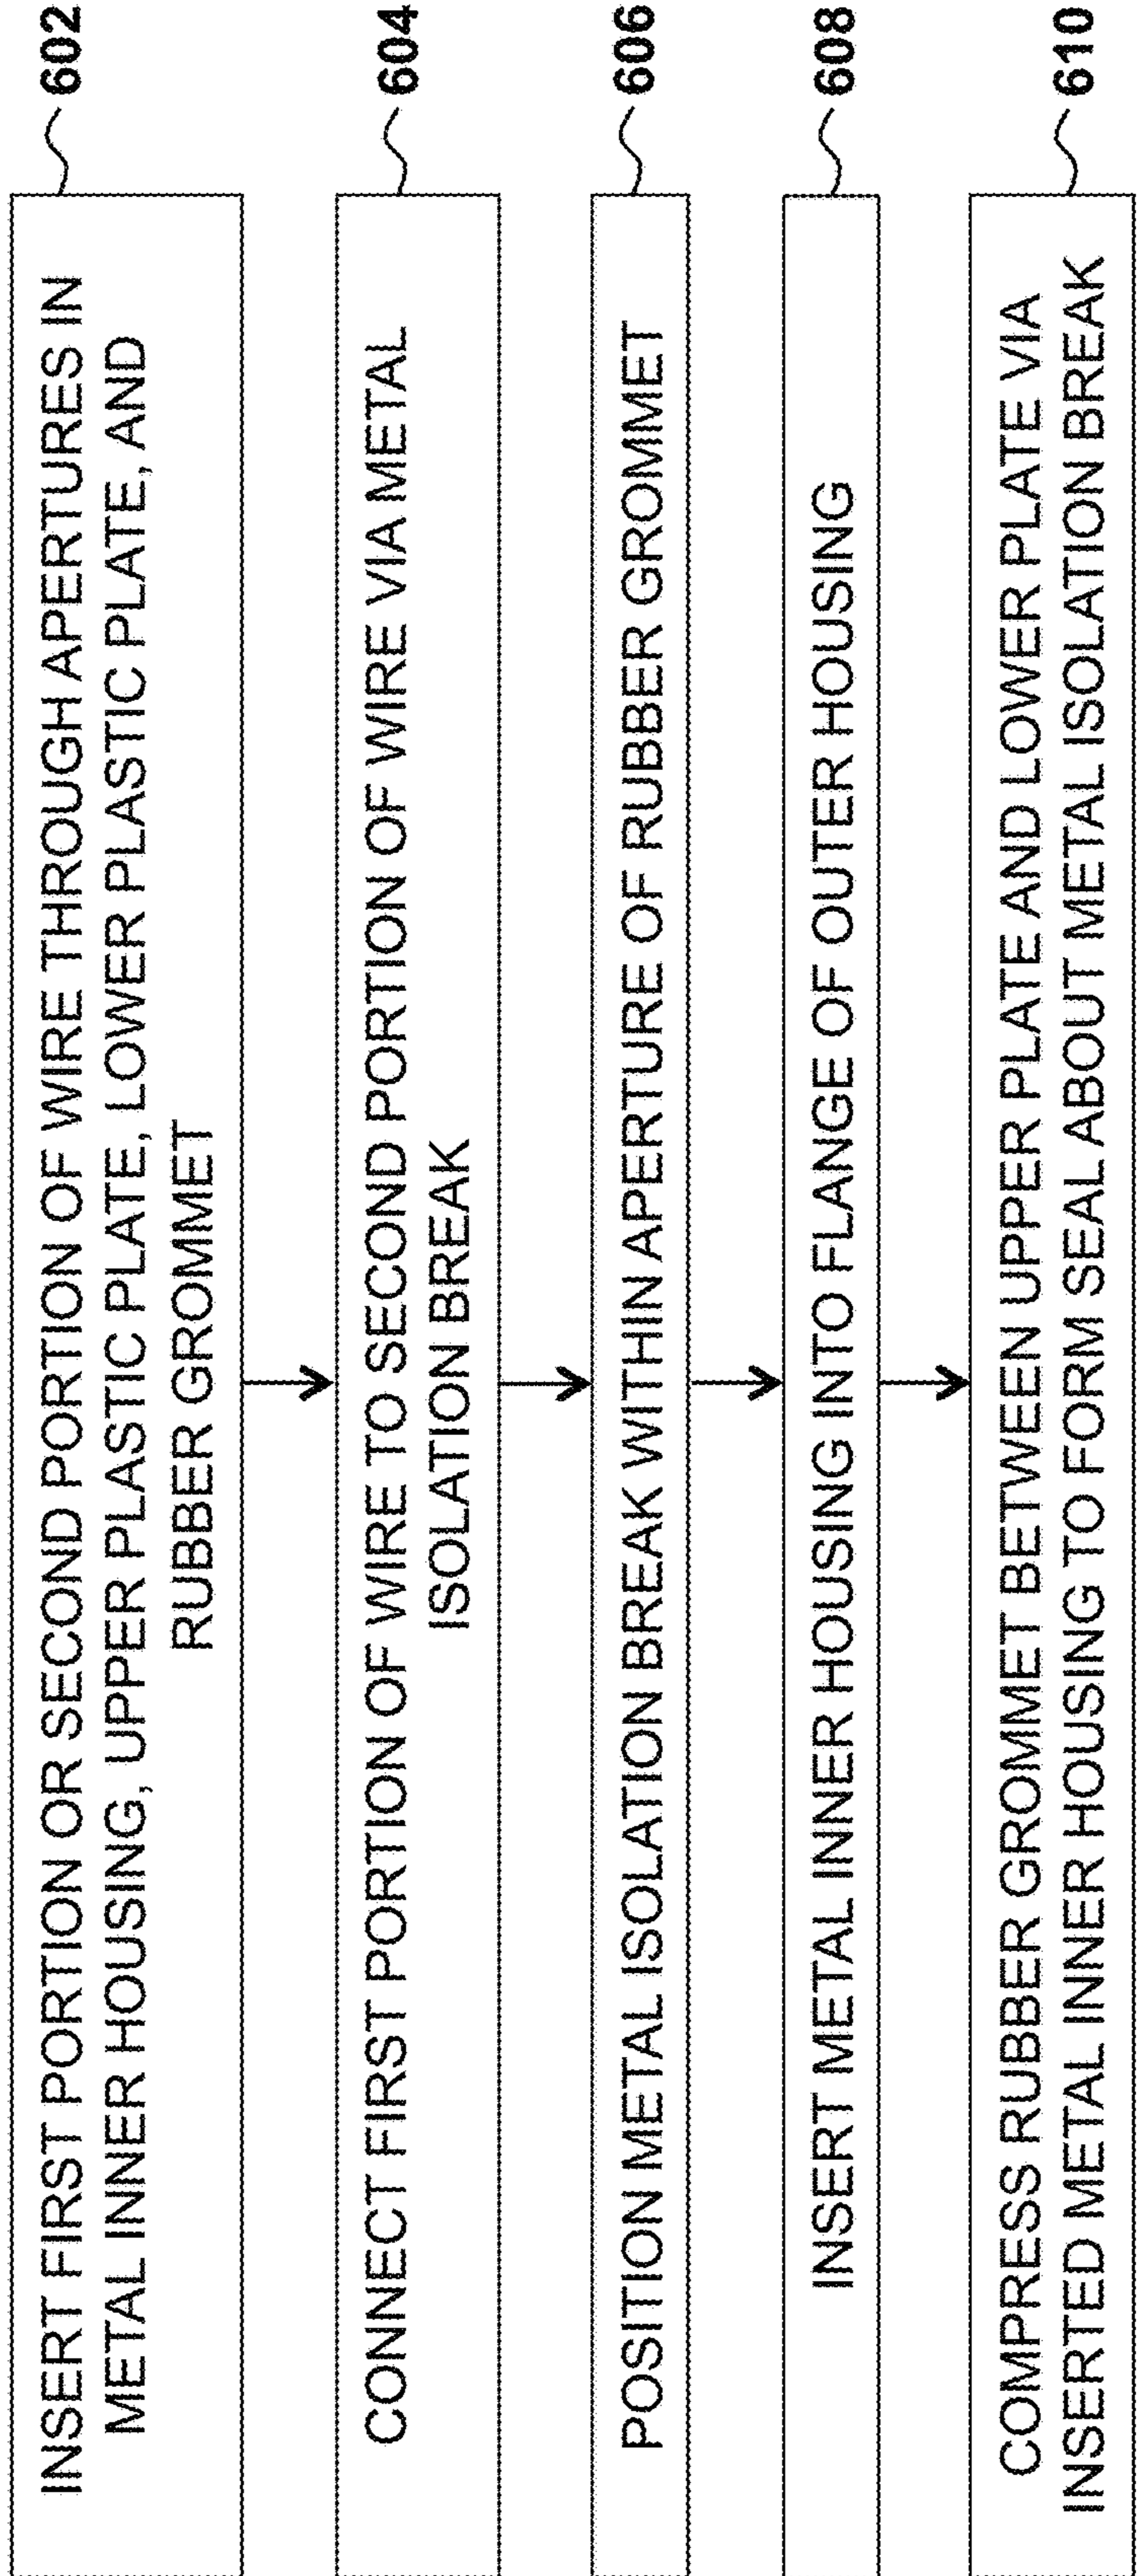 INSERT FIRST PORTION OR SECOND PORTION OF WIRE THROUGH APERTURES IN
METAL INNER HOUSING, UPPER PLASTIC PLATE, LOWER PLASTIC PLATE, AND
RUBBER GROMMET
602
CONNECT FIRST PORTION OF WIRE TO SECOND PORTION OF WIRE VIA METAL
ISOLATION BREAK
604
POSITION METAL ISOLATION BREAK WITHIN APERTURE OF RUBBER GROMMET
606
INSERT METAL INNER HOUSING INTO FLANGE OF OUTER HOUSING
608
COMPRESS RUBBER GROMMET BETWEEN UPPER PLATE AND LOWER PLATE VIA
INSERTED METAL INNER HOUSING TO FORM SEAL ABOUT METAL ISOLATION BREAK
610